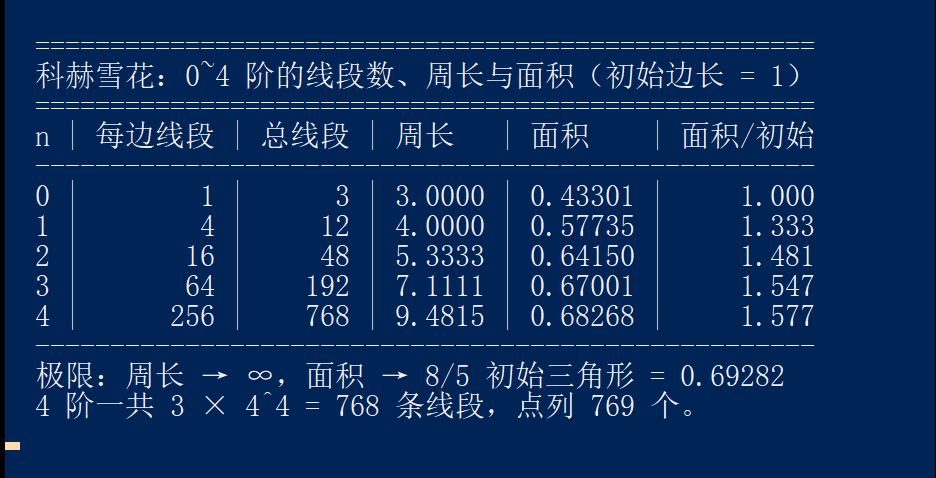 ====================================================
科赫雪花：0~4 阶的线段数、周长与面积（初始边长 = 1）
====================================================
n | 每边线段 | 总线段 | 周长   | 面积    | 面积/初始
----------------------------------------------------
0 |        1 |      3 | 3.0000 | 0.43301 |     1.000
1 |        4 |     12 | 4.0000 | 0.57735 |     1.333
2 |       16 |     48 | 5.3333 | 0.64150 |     1.481
3 |       64 |    192 | 7.1111 | 0.67001 |     1.547
4 |      256 |    768 | 9.4815 | 0.68268 |     1.577
----------------------------------------------------
极限：周长 → ∞，面积 → 8/5 初始三角形 = 0.69282
4 阶一共 3 × 4^4 = 768 条线段，点列 769 个。